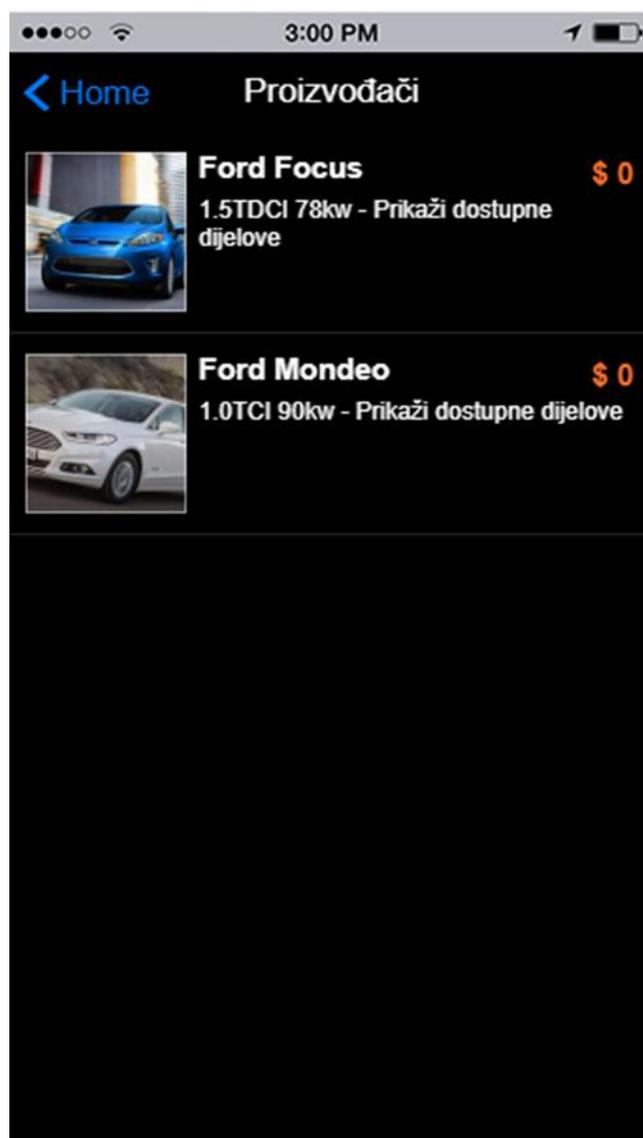 3:00 PM
Home
Proizvođači
Ford Focus
$ 0
1.5TDCI 78kw - Prikaži dostupne
dijelove
Ford Mondeo
$ 0
1.0TCI 90kw - Prikaži dostupne dijelove